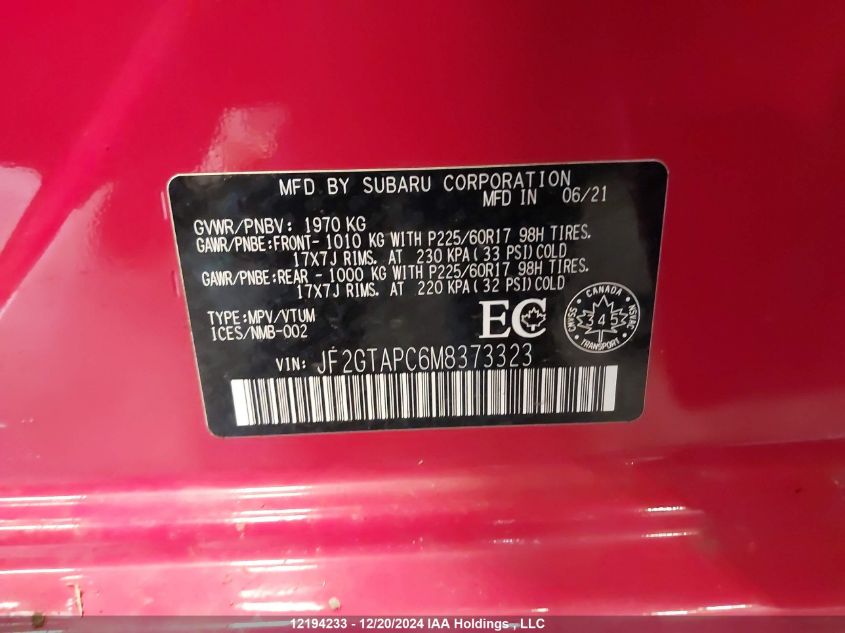 MFD BY SUBARU CORPORATION
MFD IN 06/21
GVWR/PNBV: 1970 KG
GAWR/PNBE:FRONT- 1010 KG WITH P225/60R17 98H TIRES.
17X7J RIMS. AT 230 KPA(33 PSI)COLD
GAWR/PNBE:REAR - 1000 KG WITH P225/60R17 98H TIRES.
17X7J RIMS. AT 220 KPA(32 PSI)COLD
TYPE:MPV/VTUM
ICES/NMB-002
EC
CANADA
CMVSS
4
NSVAC
TRANSPORT
VIN: JF2GTAPC6M8373323
12194233 - 12/20/2024 IAA Holdings , LLC